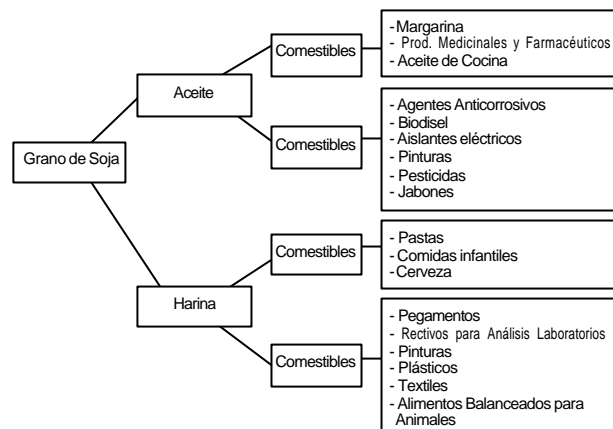 Comestibles
- Margarina
- Prod. Medicinales y Farmacéuticos
- Aceite de Cocina
Aceite
Comestibles
- Agentes Anticorrosivos
- Biodisel
- Aislantes eléctricos
- Pinturas
- Pesticidas
- Jabones
Grano de Soja
Comestibles
- Pastas
- Comidas infantiles
- Cerveza
Harina
Comestibles
- Pegamentos
- Rectivos para Análisis Laboratorios
- Pinturas
- Plásticos
- Textiles
- Alimentos Balanceados para
Animales